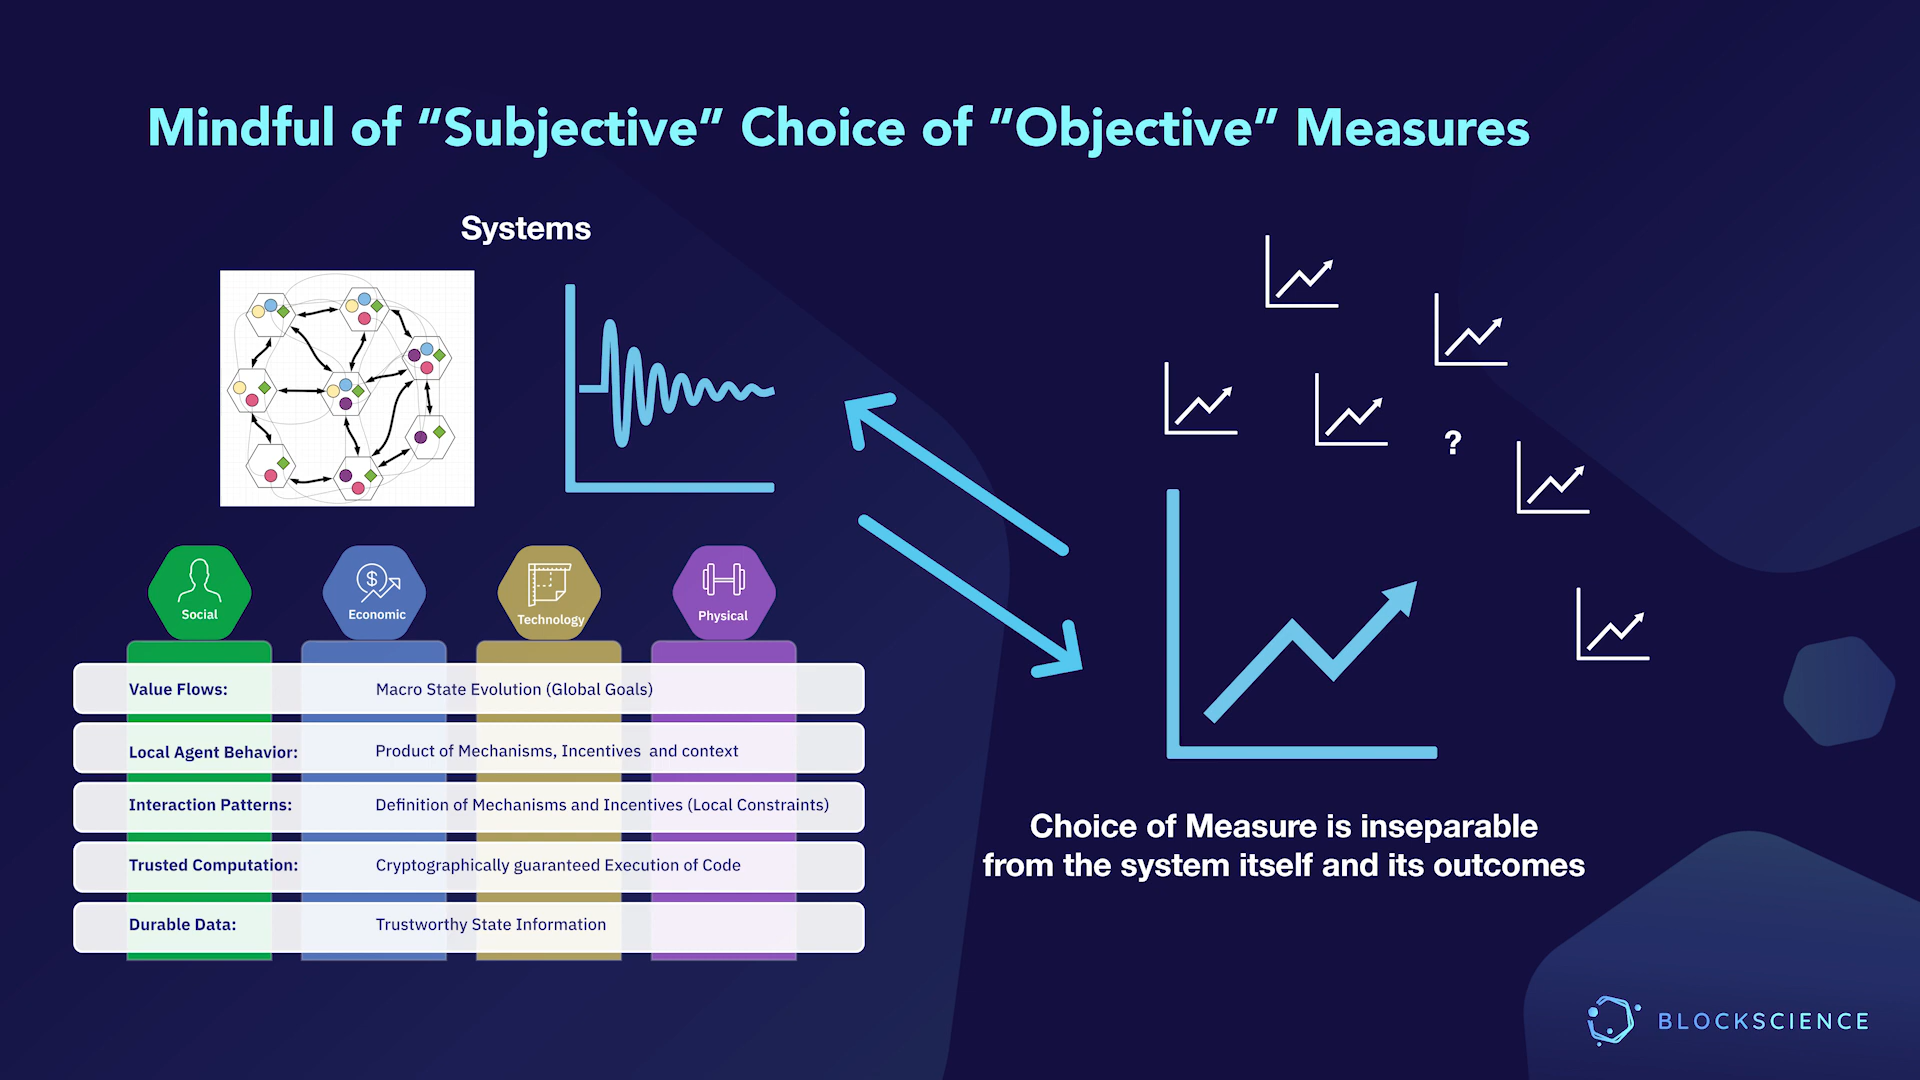 Mindful of “Subjective” Choice of “Objective” Measures
Systems
Social
Economic
Technology
Physical
Value Flows: Macro State Evolution (Global Goals)
Local Agent Behavior: Product of Mechanisms, Incentives and context
Interaction Patterns: Definition of Mechanisms and Incentives (Local Constraints)
Trusted Computation: Cryptographically guaranteed Execution of Code
Durable Data: Trustworthy State Information
?
Choice of Measure is inseparable
from the system itself and its outcomes
BLOCKSCIENCE